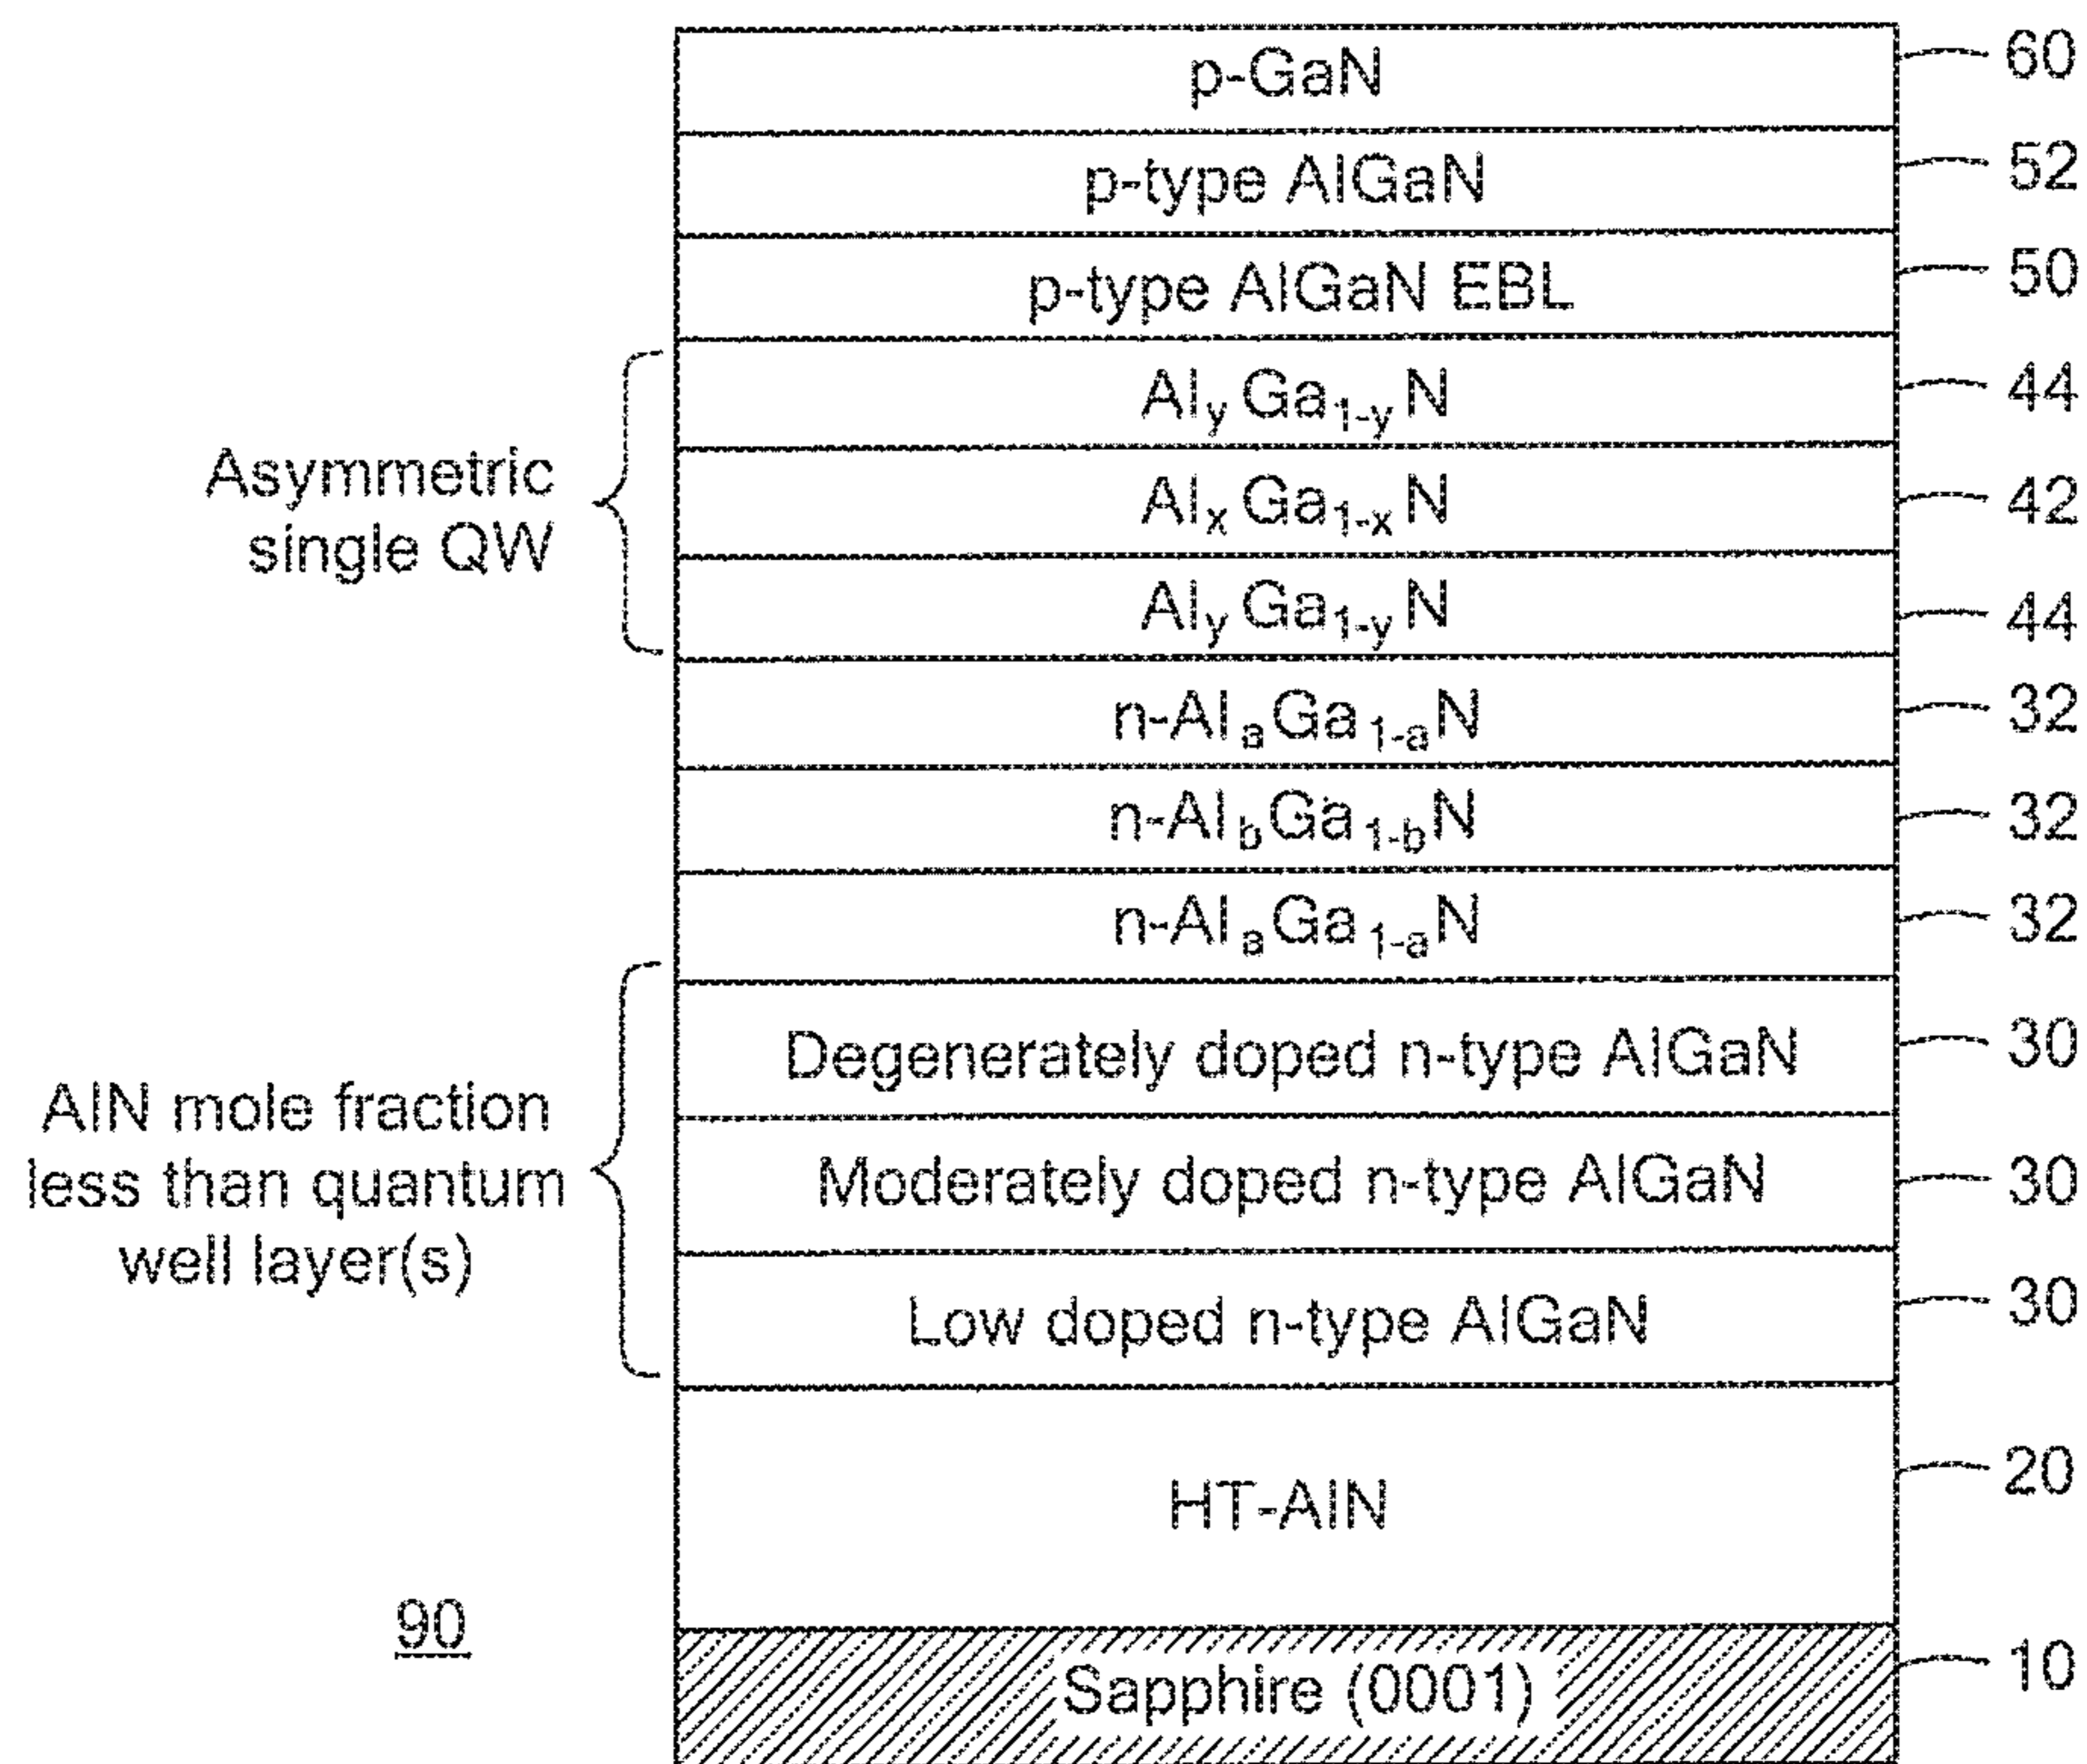 p-GaN 60
p-type AlGaN 52
p-type AlGaN EBL 50
AlyGa1-yN 44
Asymmetric
single QW
AlxGa1-xN 42
AlyGa1-yN 44
n-AlaGa1-aN 32
n-AlbGa1-bN 32
n-AlaGa1-aN 32
AlN mole fraction
less than quantum
well layer(s)
Degenerately doped n-type AlGaN 30
Moderately doped n-type AlGaN 30
Low doped n-type AlGaN 30
HT-AlN 20
90
Sapphire (0001) 10